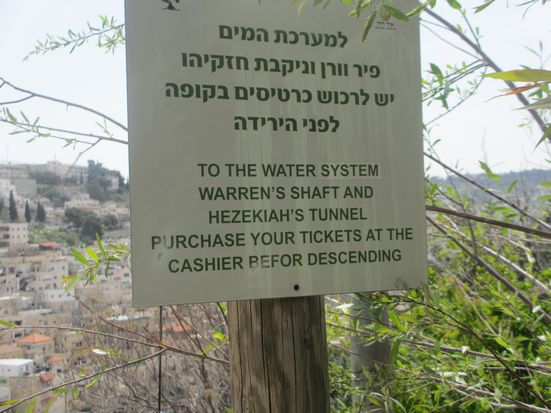 למערכת המים
פיר וורן וניקבת חזקיהו
יש לרכוש כרטיסים בקופה
לפני הירידה
TO THE WATER SYSTEM
WARREN'S SHAFT AND
HEZEKIAH'S TUNNEL
PURCHASE YOUR TICKETS AT THE
CASHIER BEFOR DESCENDING